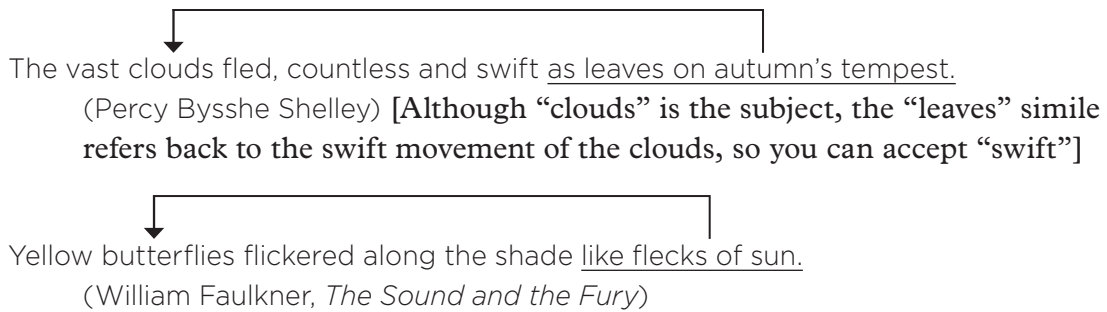 The vast clouds fled, countless and swift as leaves on autumn’s tempest.
(Percy Bysshe Shelley) [Although “clouds” is the subject, the “leaves” simile
refers back to the swift movement of the clouds, so you can accept “swift”]
Yellow butterflies flickered along the shade like flecks of sun.
(William Faulkner, The Sound and the Fury)